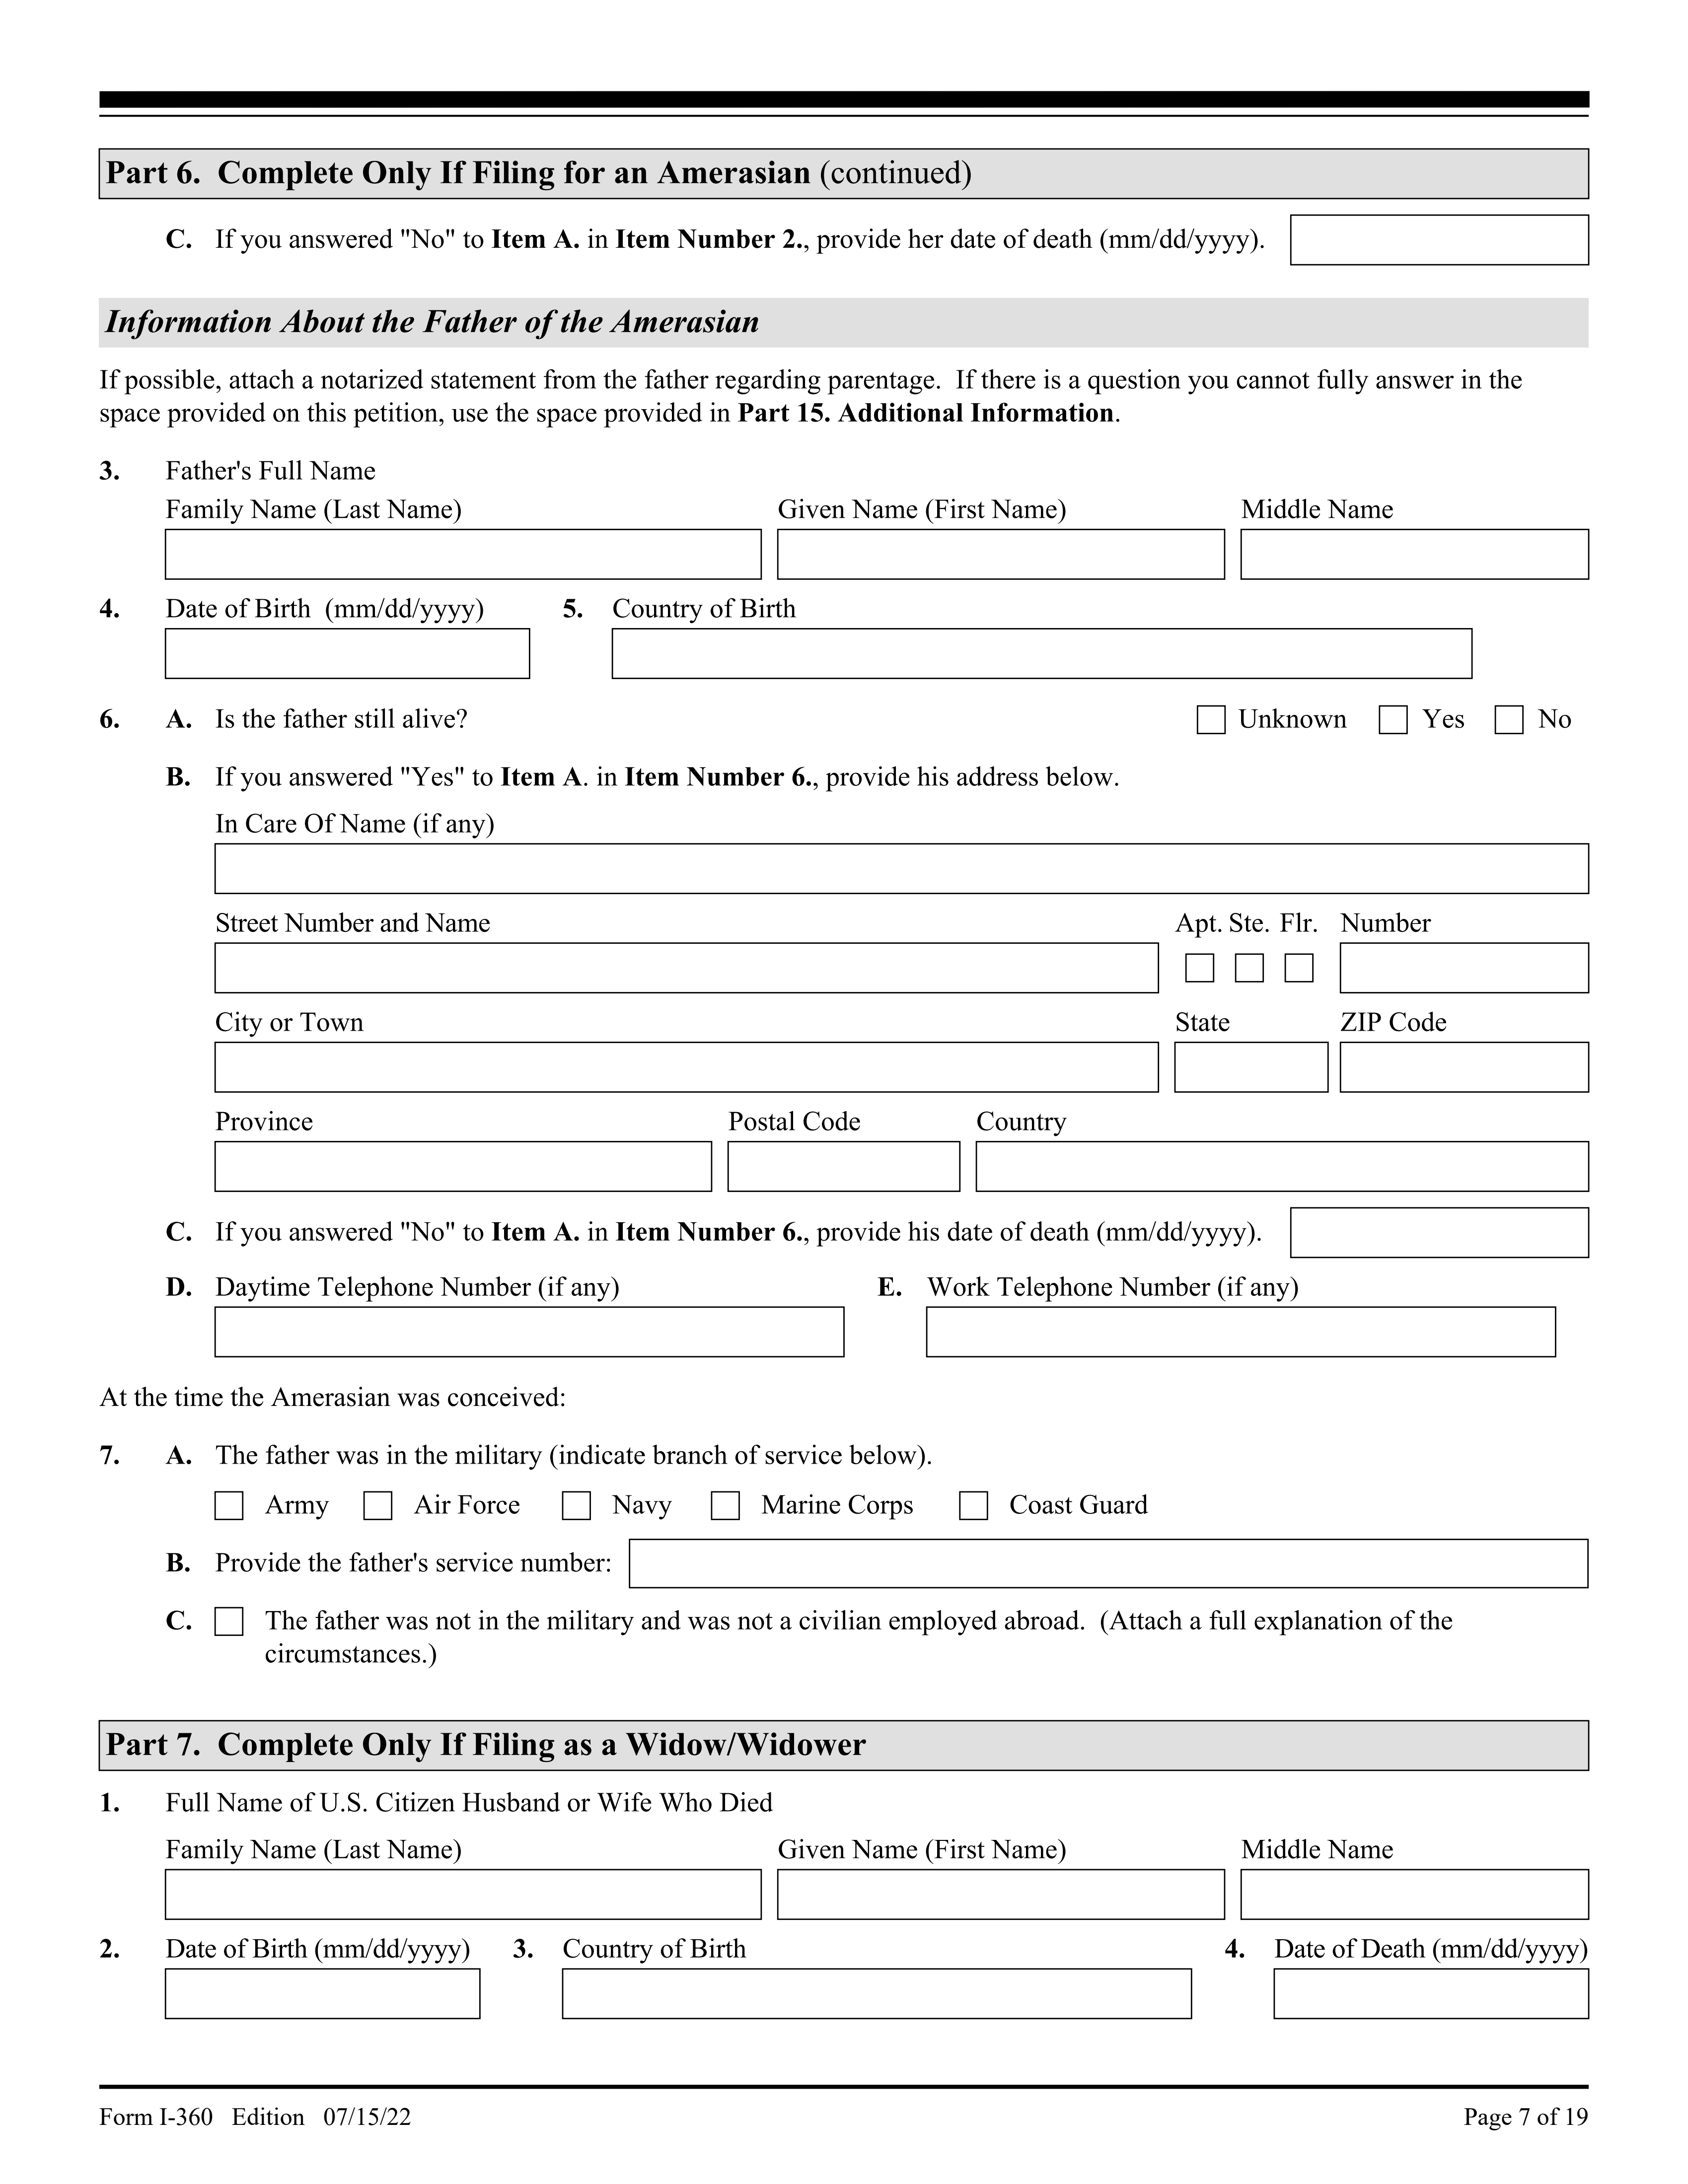 Part 6.  Complete Only If Filing for an Amerasian (continued)
C. If you answered "No" to Item A. in Item Number 2., provide her date of death (mm/dd/yyyy).
Information About the Father of the Amerasian
If possible, attach a notarized statement from the father regarding parentage.  If there is a question you cannot fully answer in the
space provided on this petition, use the space provided in Part 15. Additional Information.
3. Father's Full Name
Family Name (Last Name) Given Name (First Name) Middle Name
4. Date of Birth  (mm/dd/yyyy) 5. Country of Birth
6. A. Is the father still alive? Unknown Yes No
B. If you answered "Yes" to Item A. in Item Number 6., provide his address below.
In Care Of Name (if any)
Street Number and Name Apt. Ste. Flr. Number
City or Town State ZIP Code
Province Postal Code Country
C. If you answered "No" to Item A. in Item Number 6., provide his date of death (mm/dd/yyyy).
D. Daytime Telephone Number (if any) E. Work Telephone Number (if any)
At the time the Amerasian was conceived:
7. A. The father was in the military (indicate branch of service below).
Army Air Force Navy Marine Corps Coast Guard
B. Provide the father's service number:
C. The father was not in the military and was not a civilian employed abroad.  (Attach a full explanation of the
circumstances.)
Part 7.  Complete Only If Filing as a Widow/Widower
1. Full Name of U.S. Citizen Husband or Wife Who Died
Family Name (Last Name) Given Name (First Name) Middle Name
2. Date of Birth (mm/dd/yyyy) 3. Country of Birth 4. Date of Death (mm/dd/yyyy)
Form I-360   Edition   07/15/22 Page 7 of 19